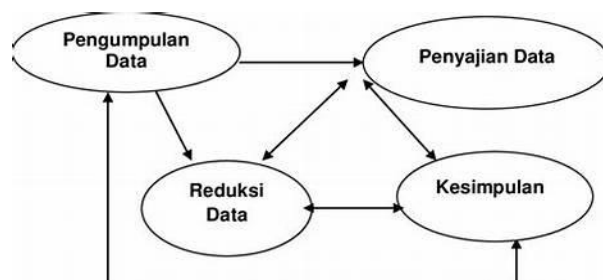 Pengumpulan
Data
Penyajian Data
Reduksi
Data
Kesimpulan